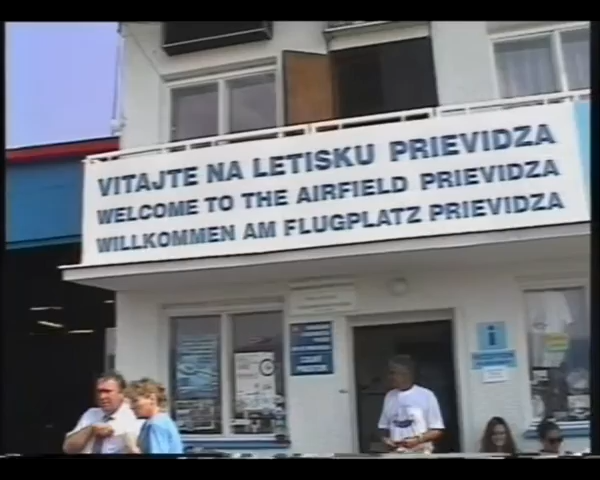 VITAJTE NA LETISKU PRIEVIDZA
WELCOME TO THE AIRFIELD PRIEVIDZA
WILLKOMMEN AM FLUGPLATZ PRIEVIDZA
i